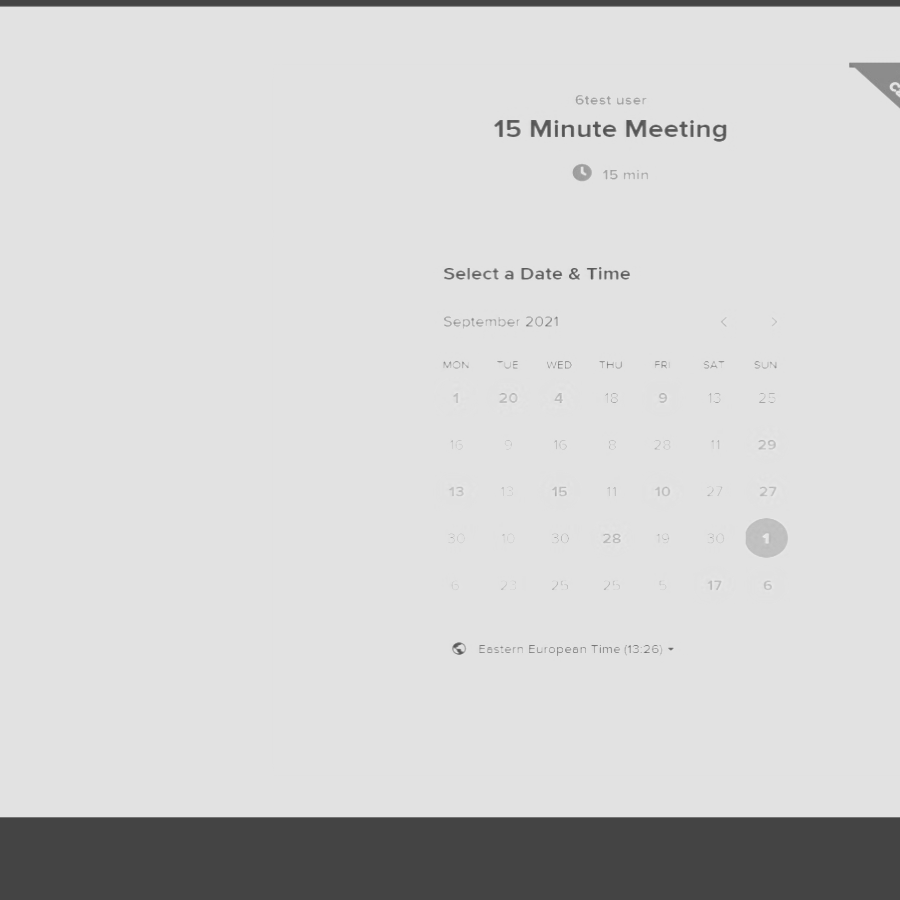 6test user
15 Minute Meeting
15 min
Select a Date & Time
September 2021
MON TUE WED THU FRI SAT SUN
1 20 4 18 9 13 25
16 9 16 8 28 11 29
13 13 15 11 10 27 27
30 10 30 28 19 30 1
6 23 25 25 5 17 6
Eastern European Time (13:26)